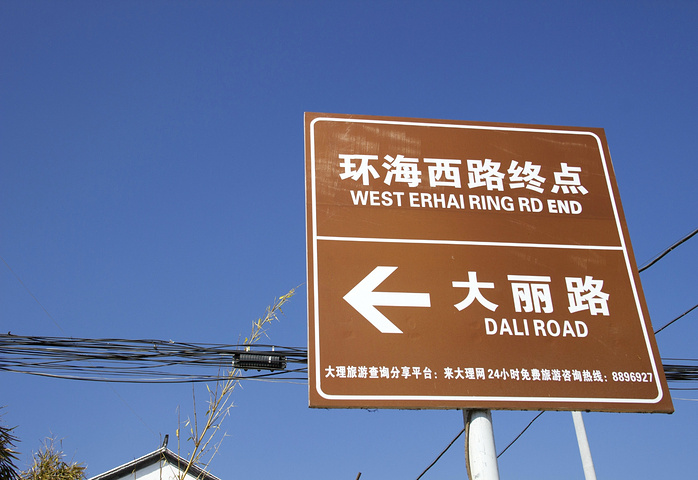 环海西路终点
WEST ERHAI RING RD END
大丽路
DALI ROAD
大理旅游查询分享平台：来大理网 24小时免费旅游咨询热线：8896927